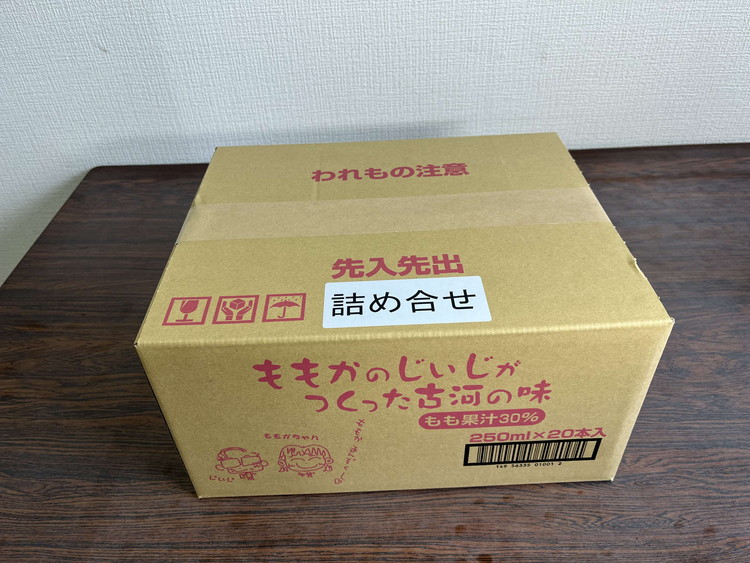 われもの注意
先入先出
詰め合せ
ももかのじいじが
つくった古河の味
もも果汁30%
250ml×20本入
ももかちゃん
じいじ